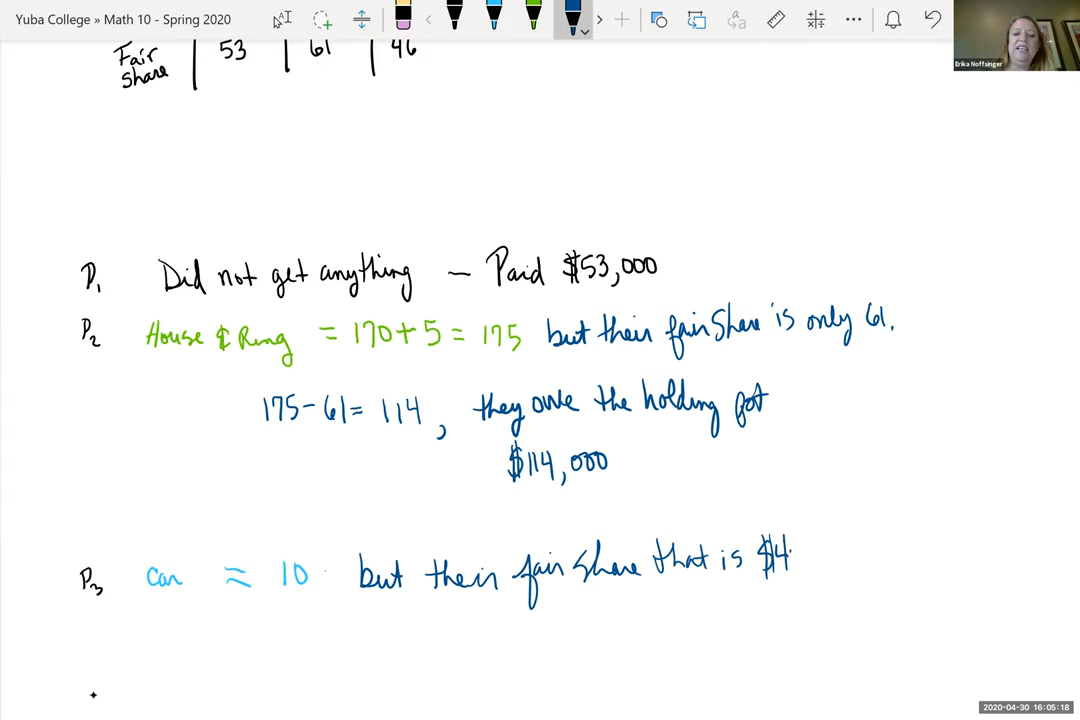 Yuba College » Math 10 - Spring 2020
Erika Noffsinger
Fair Share | 53 | 61 | 46
P1 Did not get anything - Paid $53,000
P2 House & Ring = 170+5 = 175 but their fair share is only 61.
175-61= 114, they owe the holding pot
$114,000
P3 Car ≈ 10 but their fair share that is $4
2020-04-30 16:05:18